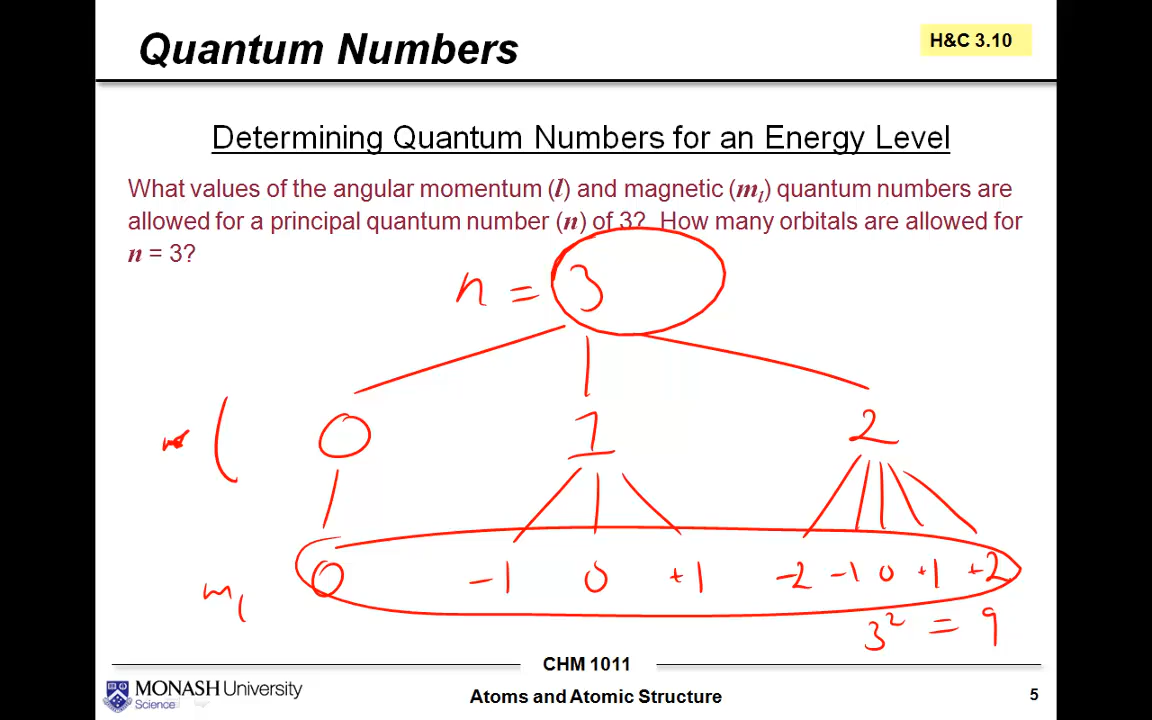 Quantum Numbers
H&C 3.10
Determining Quantum Numbers for an Energy Level
What values of the angular momentum (l) and magnetic (mₗ) quantum numbers are
allowed for a principal quantum number (n) of 3? How many orbitals are allowed for
n = 3?
n = 3
l 0 1 2
mₗ 0 -1 0 +1 -2 -1 0 +1 +2
3² = 9
CHM 1011
MONASH University
Science
Atoms and Atomic Structure
5